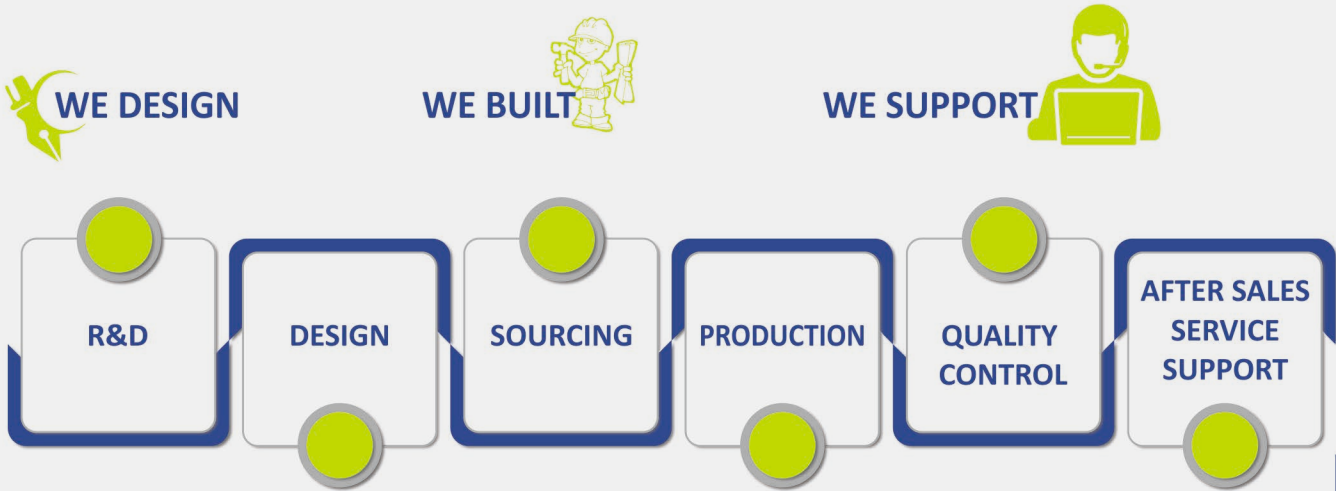 WE DESIGN
WE BUILT
WE SUPPORT
R&D
DESIGN
SOURCING
PRODUCTION
QUALITY
CONTROL
AFTER SALES
SERVICE
SUPPORT